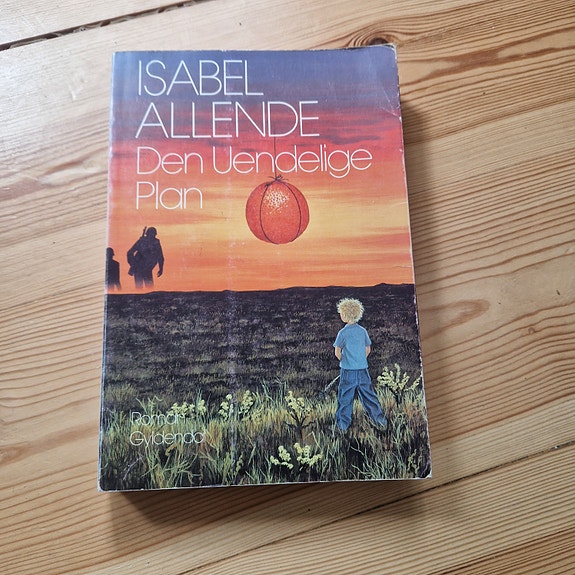 ISABEL
ALLENDE
Den Uendelige
Plan
Roman
Gyldendal